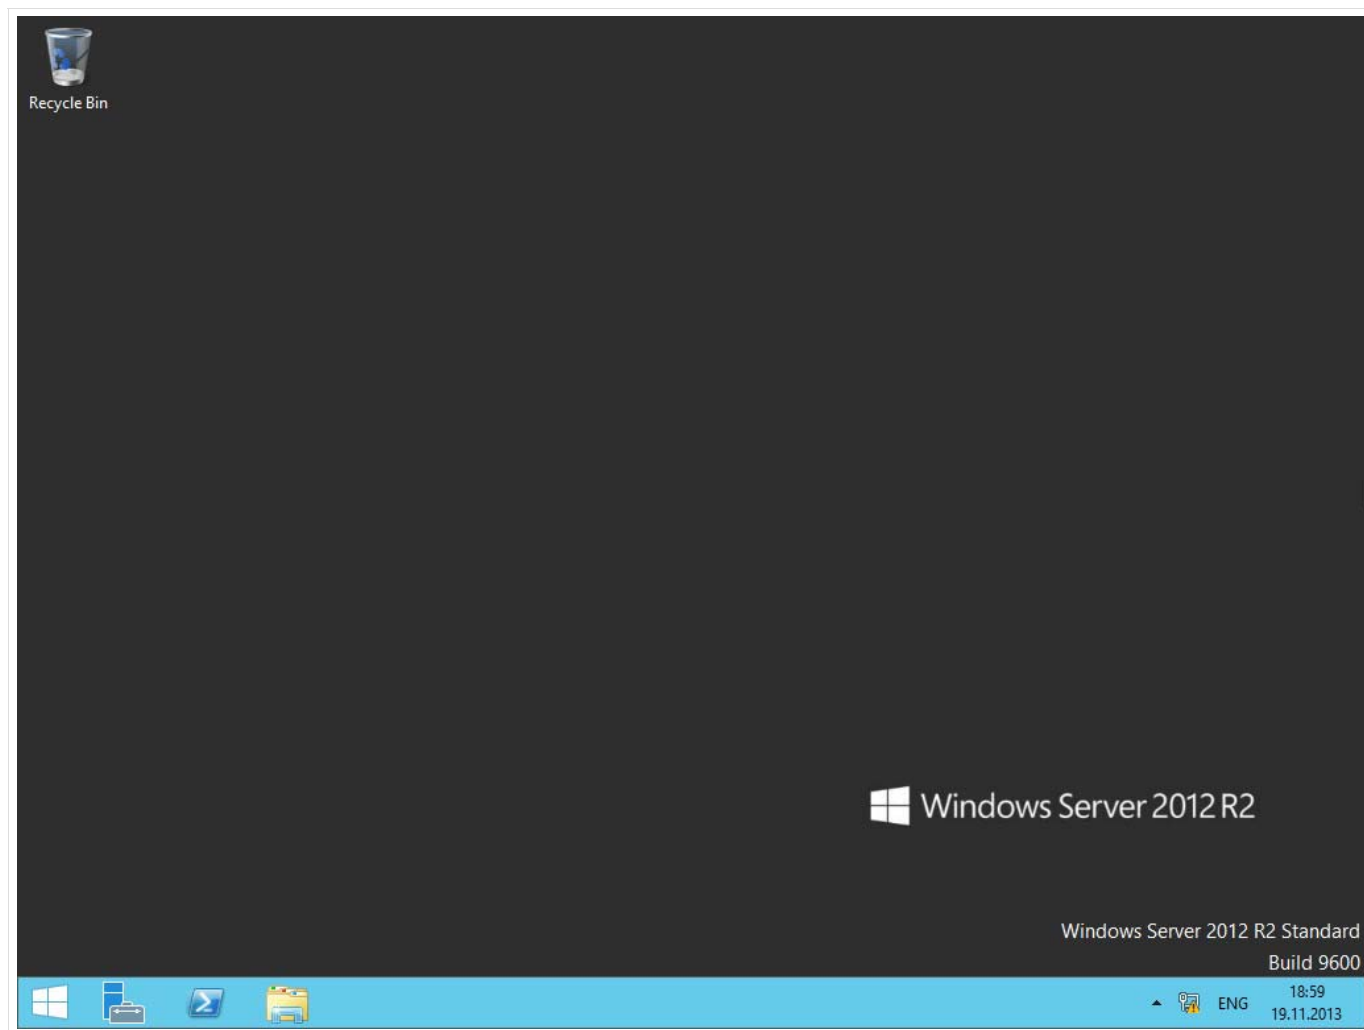 Recycle Bin
Windows Server 2012 R2
Windows Server 2012 R2 Standard
Build 9600
ENG
18:59
19.11.2013